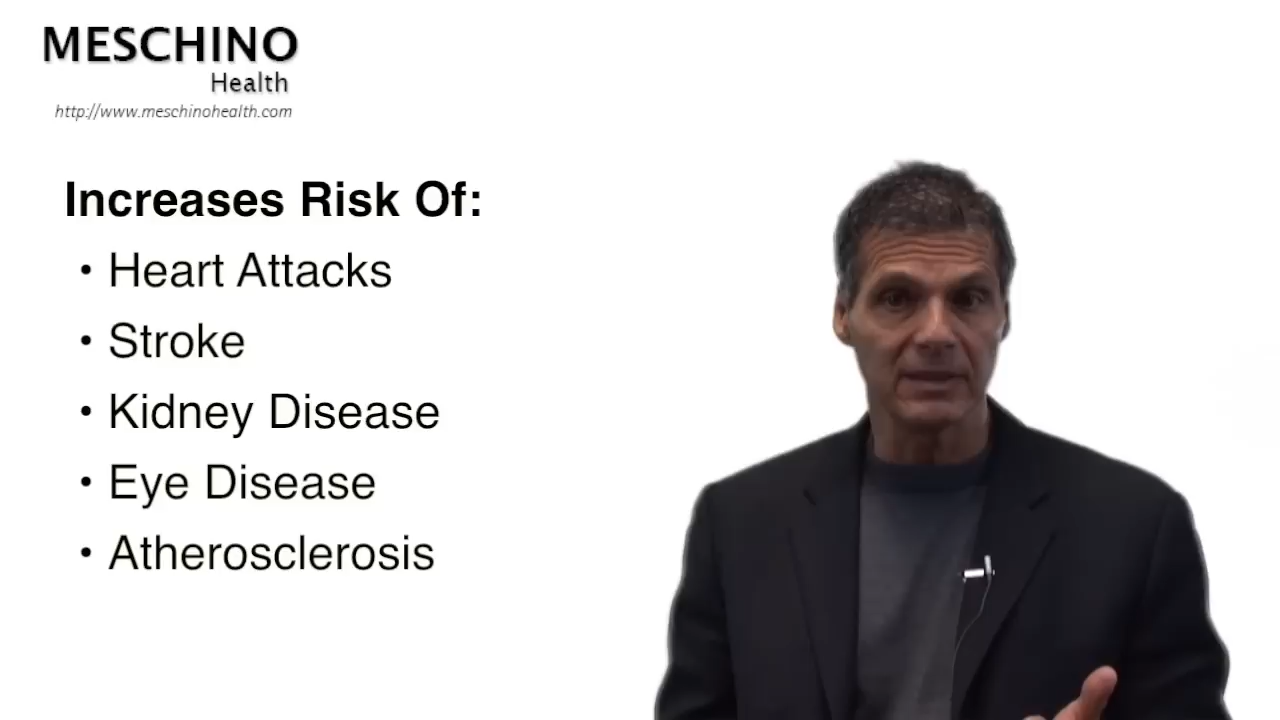 MESCHINO
Health
http://www.meschinohealth.com
Increases Risk Of:
• Heart Attacks
• Stroke
• Kidney Disease
• Eye Disease
• Atherosclerosis